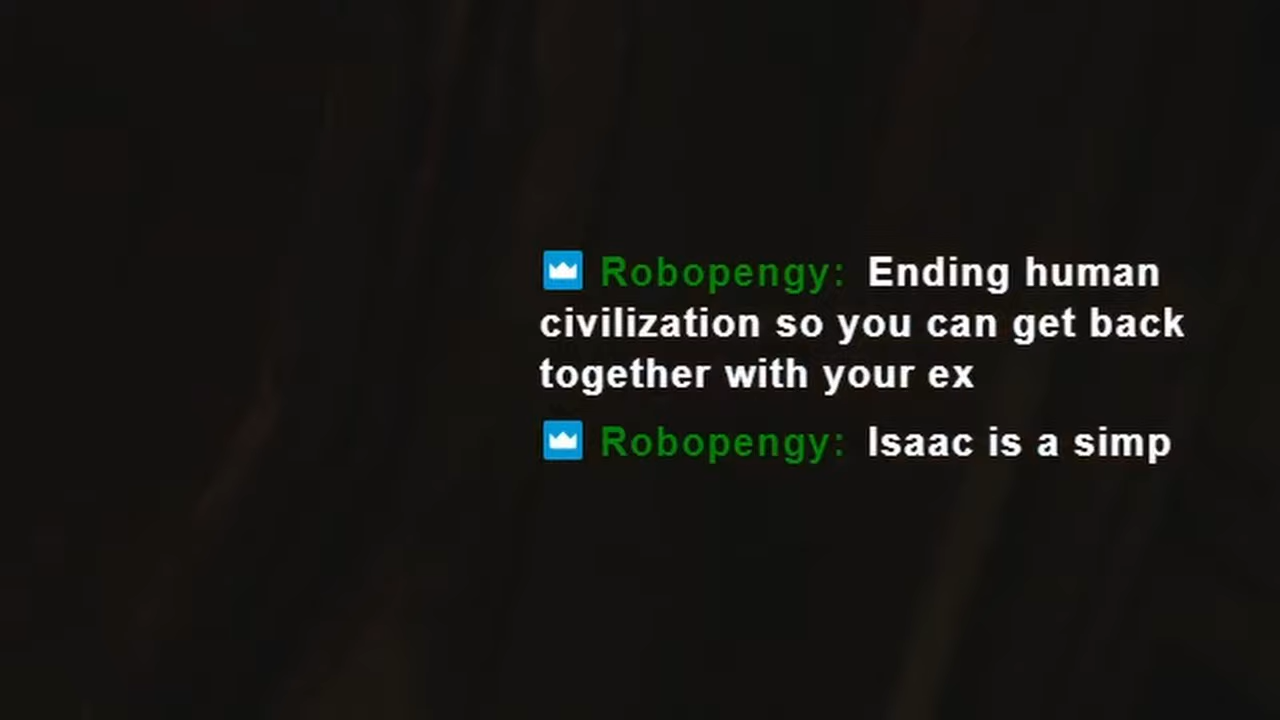 Robopengy: Ending human
civilization so you can get back
together with your ex
Robopengy: Isaac is a simp